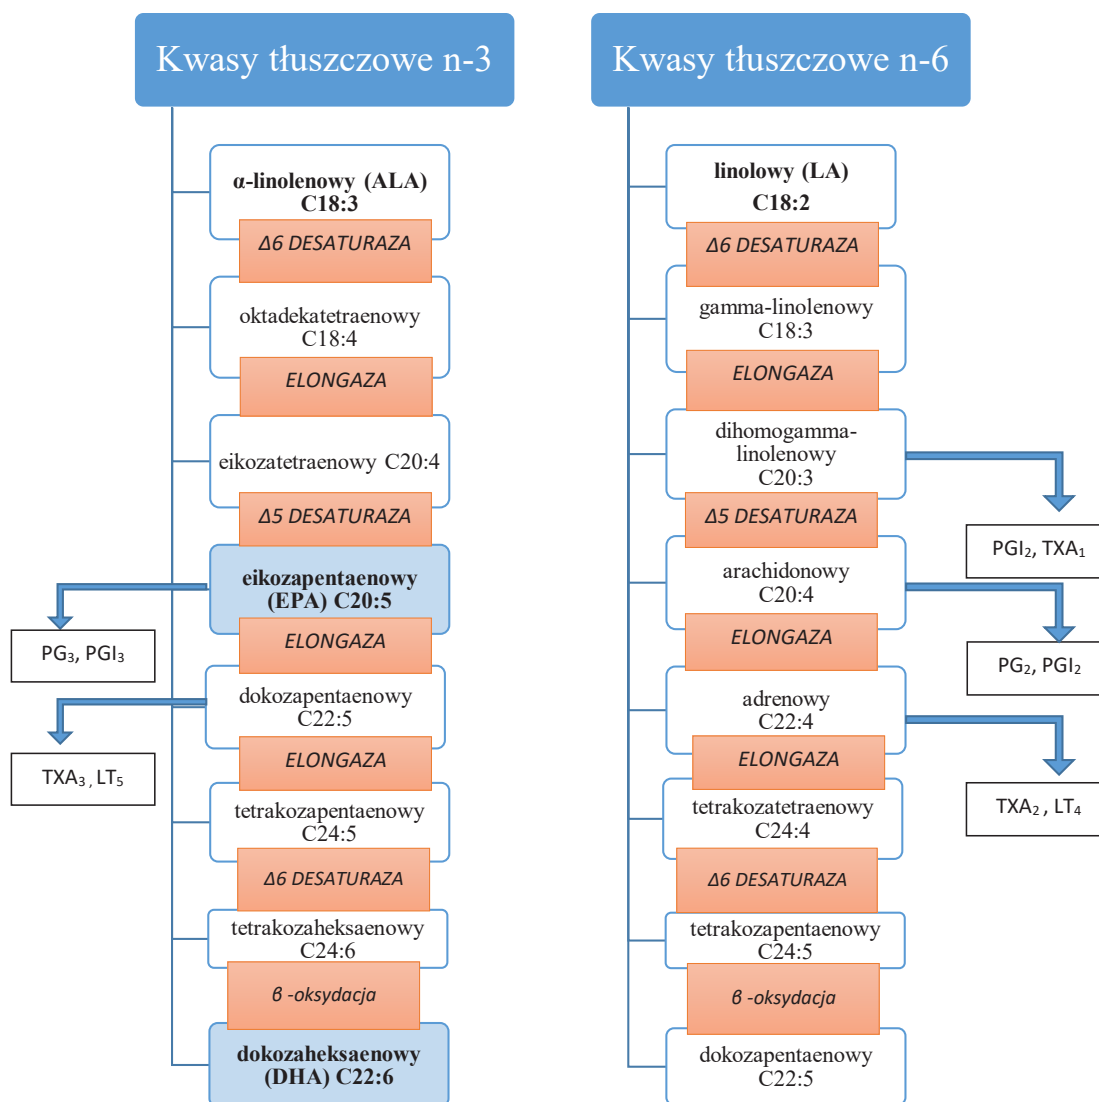 Kwasy tłuszczowe n-3
α-linolenowy (ALA)
C18:3
Δ6 DESATURAZA
oktadekatetraenowy
C18:4
ELONGAZA
eikozatetraenowy C20:4
Δ5 DESATURAZA
eikozapentaenowy
(EPA) C20:5
PG₃, PGI₃
ELONGAZA
dokozapentaenowy
C22:5
TXA₃ , LT₅
ELONGAZA
tetrakozapentaenowy
C24:5
Δ6 DESATURAZA
tetrakozaheksaenowy
C24:6
β -oksydacja
dokozaheksaenowy
(DHA) C22:6
Kwasy tłuszczowe n-6
linolowy (LA)
C18:2
Δ6 DESATURAZA
gamma-linolenowy
C18:3
ELONGAZA
dihomogamma-
linolenowy
C20:3
PGI₂, TXA₁
Δ5 DESATURAZA
arachidonowy
C20:4
PG₂, PGI₂
ELONGAZA
adrenowy
C22:4
TXA₂ , LT₄
ELONGAZA
tetrakozatetraenowy
C24:4
Δ6 DESATURAZA
tetrakozapentaenowy
C24:5
β -oksydacja
dokozapentaenowy
C22:5